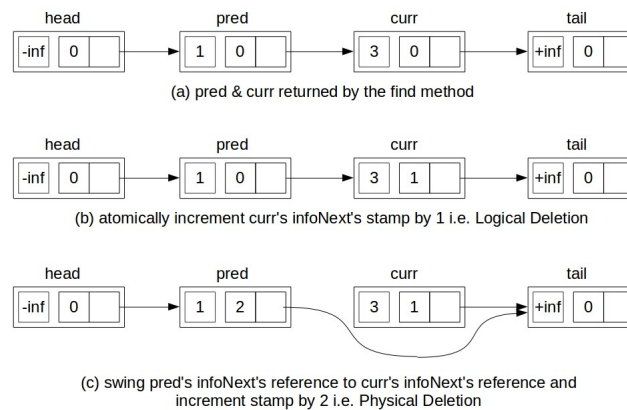 head pred curr tail
-inf 0 1 0 3 0 +inf 0
(a) pred & curr returned by the find method
head pred curr tail
-inf 0 1 0 3 1 +inf 0
(b) atomically increment curr's infoNext's stamp by 1 i.e. Logical Deletion
head pred curr tail
-inf 0 1 2 3 1 +inf 0
(c) swing pred's infoNext's reference to curr's infoNext's reference and
increment stamp by 2 i.e. Physical Deletion